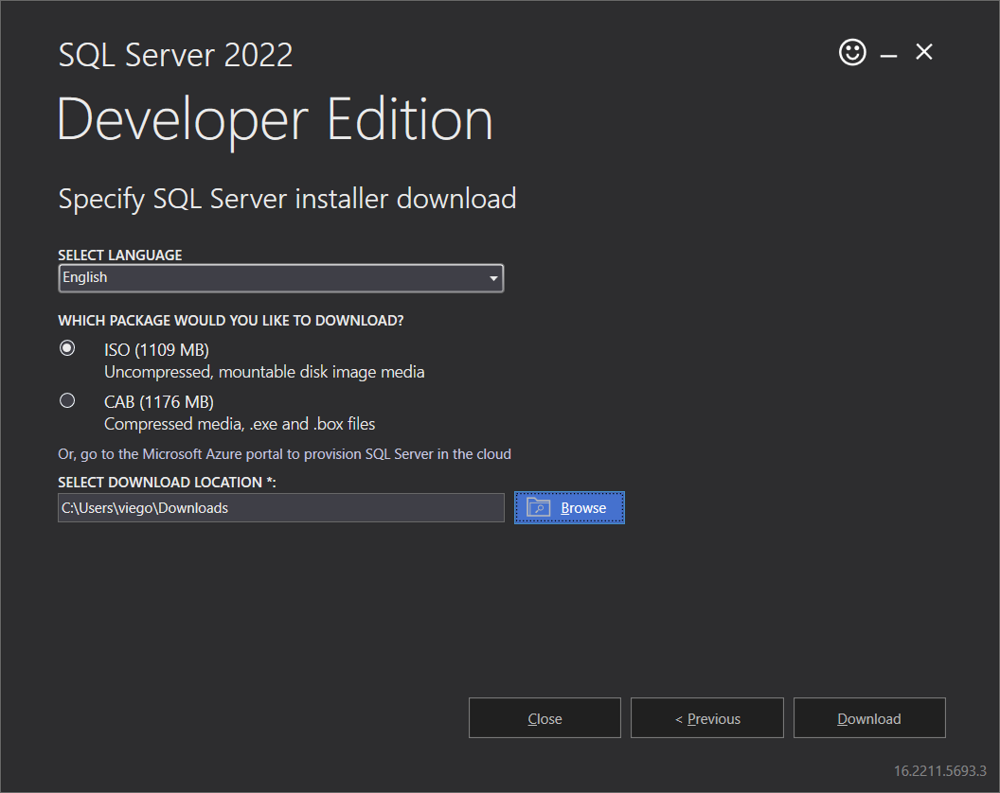 SQL Server 2022
Developer Edition
Specify SQL Server installer download
SELECT LANGUAGE
English
WHICH PACKAGE WOULD YOU LIKE TO DOWNLOAD?
ISO (1109 MB)
Uncompressed, mountable disk image media
CAB (1176 MB)
Compressed media, .exe and .box files
Or, go to the Microsoft Azure portal to provision SQL Server in the cloud
SELECT DOWNLOAD LOCATION *:
C:\Users\viego\Downloads
Browse
Close
< Previous
Download
16.2211.5693.3